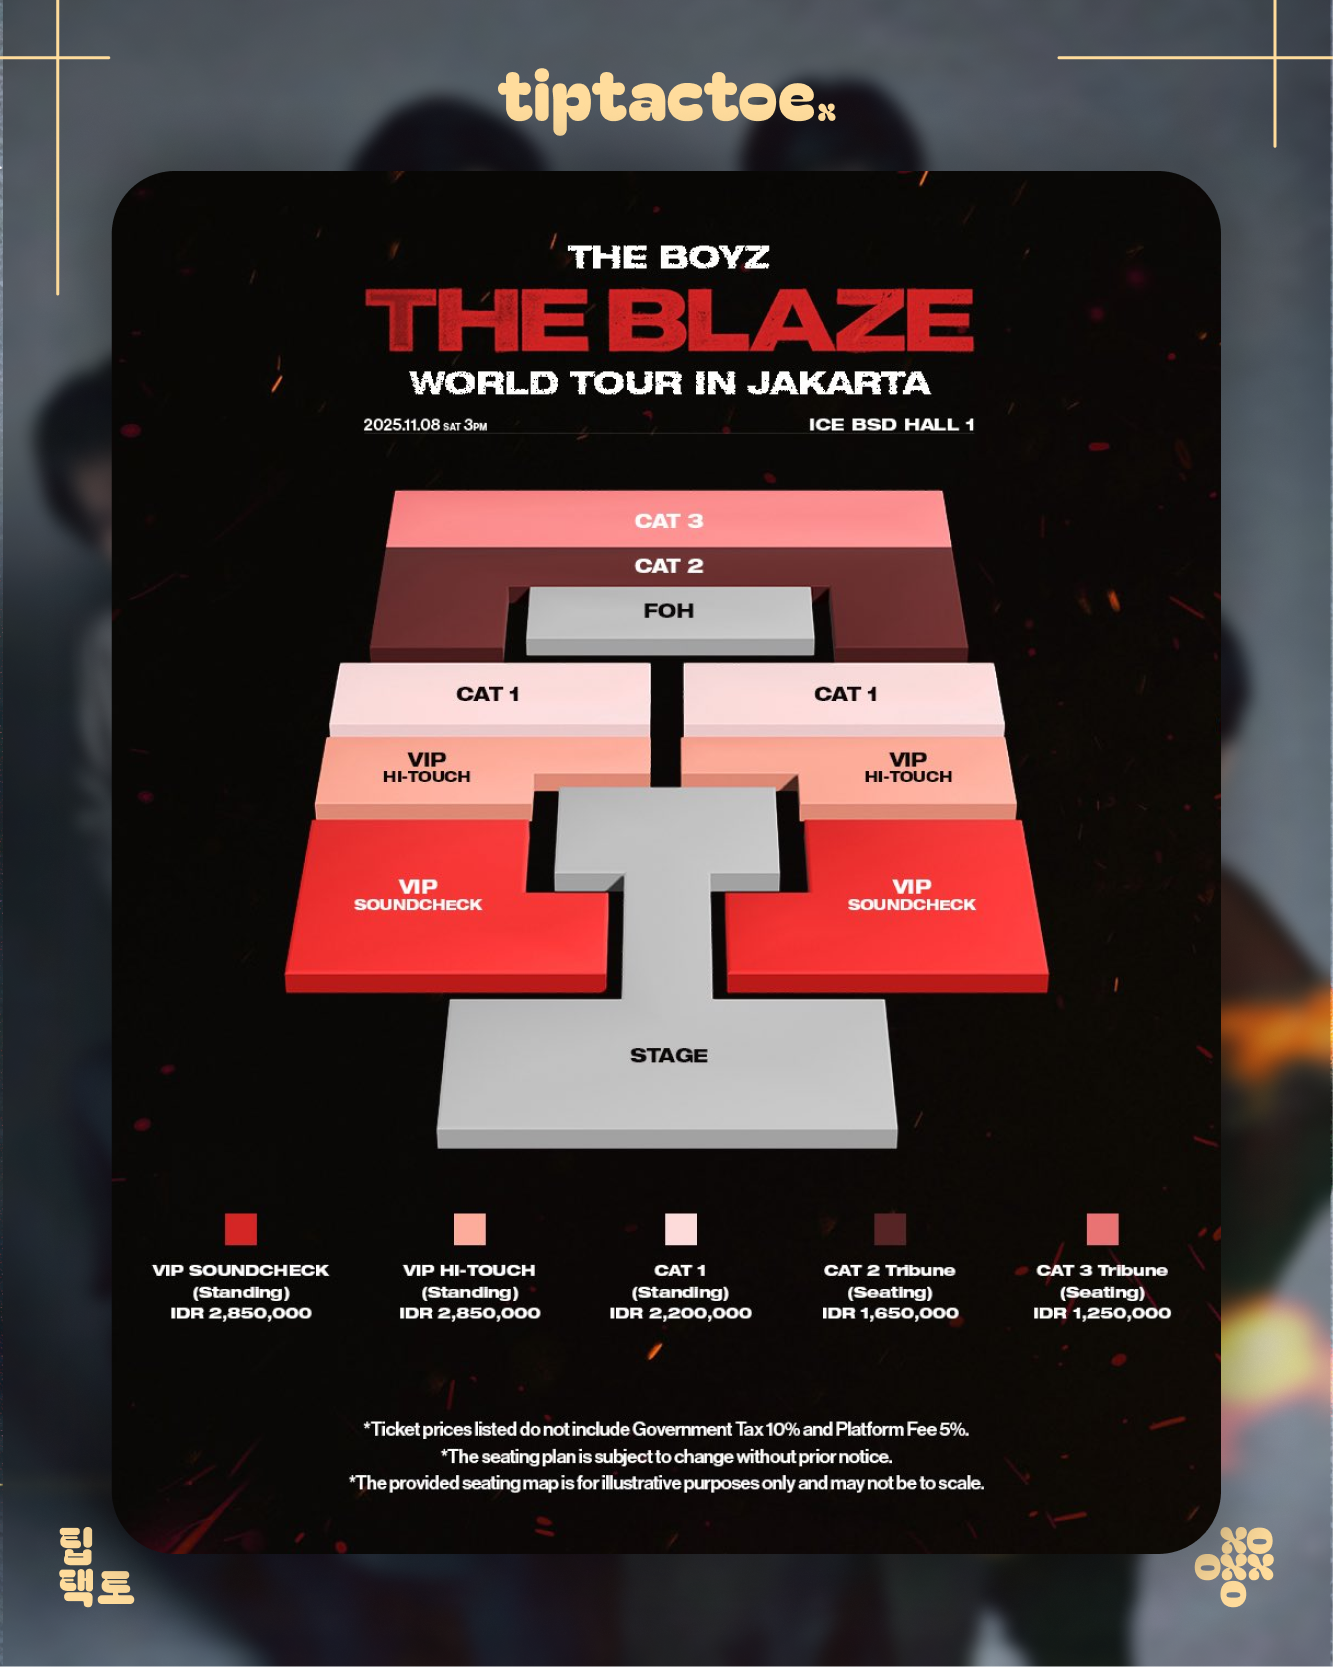 tiptactoe.x
THE BOYZ
THE BLAZE
WORLD TOUR IN JAKARTA
2025.11.08 SAT 3PM
ICE BSD HALL 1
CAT 3
CAT 2
FOH
CAT 1
CAT 1
VIP
HI-TOUCH
VIP
HI-TOUCH
VIP
SOUNDCHECK
VIP
SOUNDCHECK
STAGE
VIP SOUNDCHECK
(Standing)
IDR 2,850,000
VIP HI-TOUCH
(Standing)
IDR 2,850,000
CAT 1
(Standing)
IDR 2,200,000
CAT 2 Tribune
(Seating)
IDR 1,650,000
CAT 3 Tribune
(Seating)
IDR 1,250,000
*Ticket prices listed do not include Government Tax 10% and Platform Fee 5%.
*The seating plan is subject to change without prior notice.
*The provided seating map is for illustrative purposes only and may not be to scale.
팁
택토
XO
OXX
O